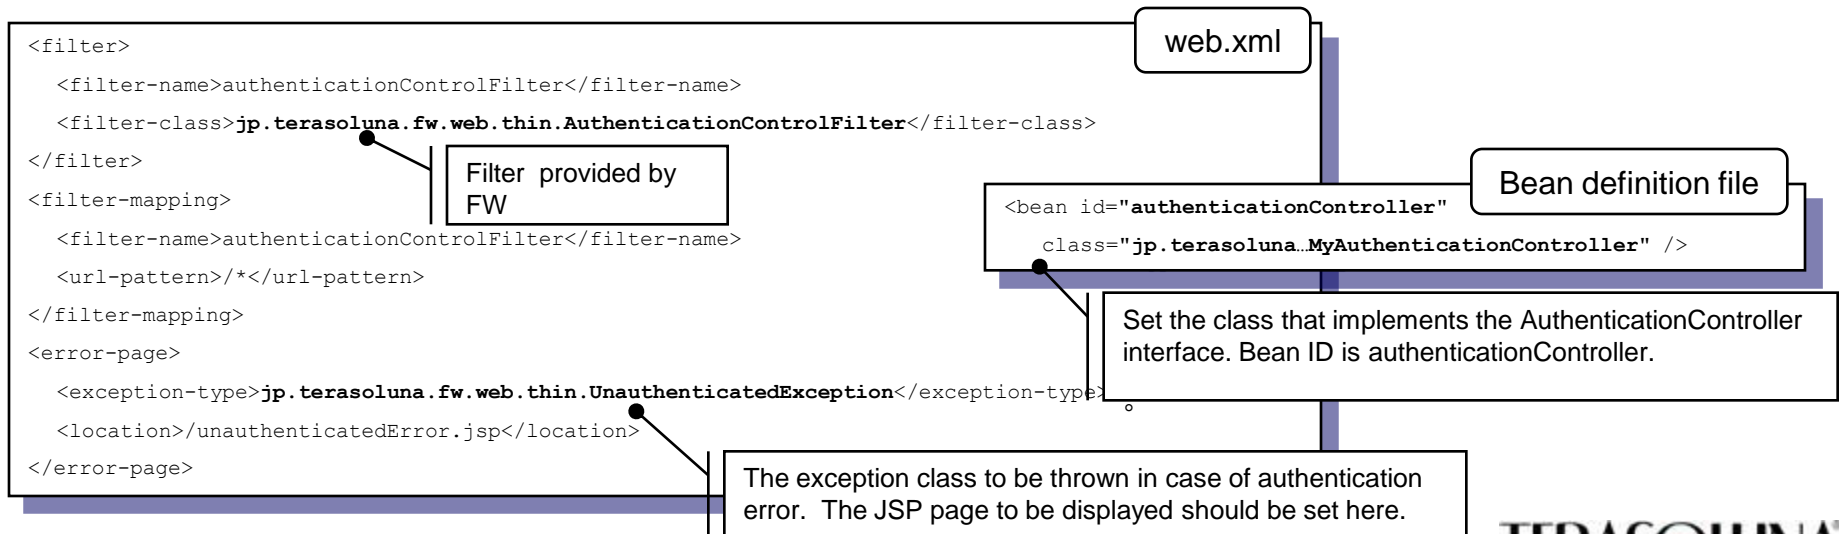 web.xml
<filter>
<filter-name>authenticationControlFilter</filter-name>
<filter-class>jp.terasoluna.fw.web.thin.AuthenticationControlFilter</filter-class>
</filter>
Filter provided by
FW
<filter-mapping>
<filter-name>authenticationControlFilter</filter-name>
<url-pattern>/*</url-pattern>
</filter-mapping>
<error-page>
<exception-type>jp.terasoluna.fw.web.thin.UnauthenticatedException</exception-type>
<location>/unauthenticatedError.jsp</location>
</error-page>
The exception class to be thrown in case of authentication
error. The JSP page to be displayed should be set here.
Bean definition file
<bean id="authenticationController"
class="jp.terasoluna…MyAuthenticationController" />
Set the class that implements the AuthenticationController
interface. Bean ID is authenticationController.
。
TERASOLUNA®